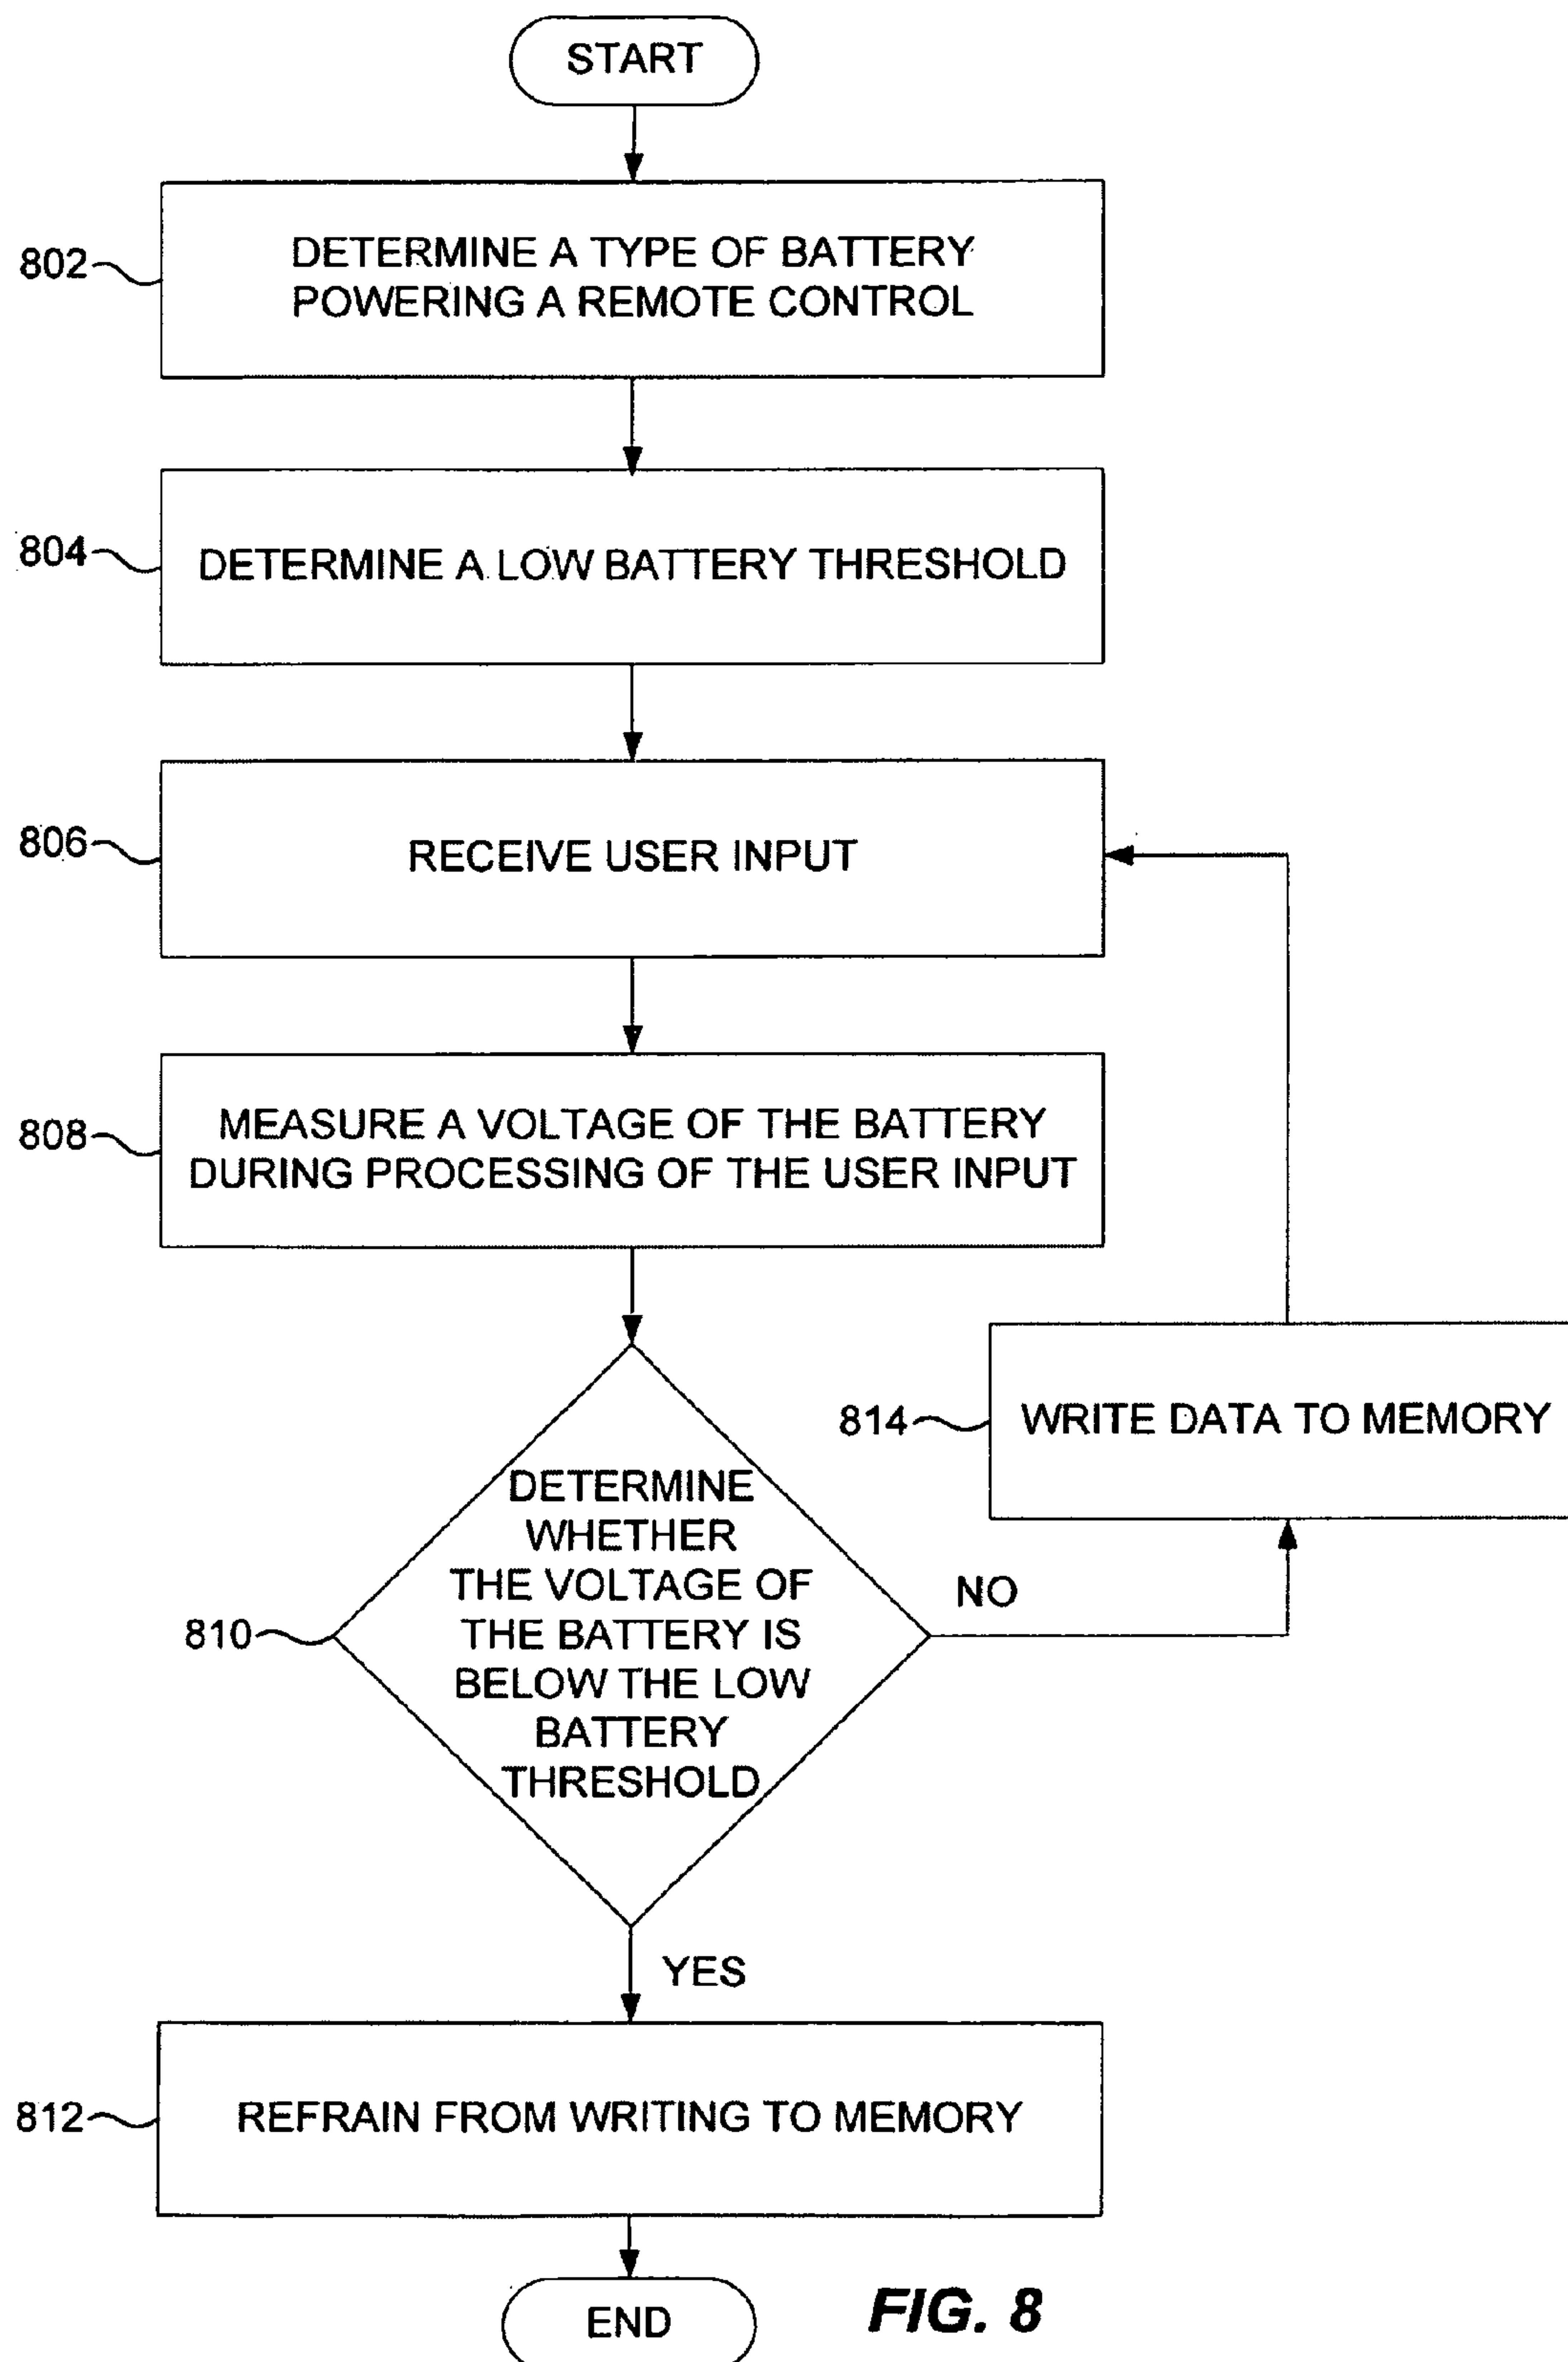 START
802
DETERMINE A TYPE OF BATTERY
POWERING A REMOTE CONTROL
804
DETERMINE A LOW BATTERY THRESHOLD
806
RECEIVE USER INPUT
808
MEASURE A VOLTAGE OF THE BATTERY
DURING PROCESSING OF THE USER INPUT
814
WRITE DATA TO MEMORY
810
DETERMINE
WHETHER
THE VOLTAGE OF
THE BATTERY IS
BELOW THE LOW
BATTERY
THRESHOLD
NO
YES
812
REFRAIN FROM WRITING TO MEMORY
END
FIG. 8